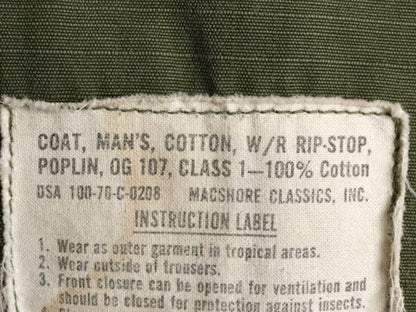 COAT, MAN'S, COTTON, W/R RIP-STOP,
POPLIN, OG 107, CLASS 1—100% Cotton
DSA 100-70-C-0208 MACSHORE CLASSICS, INC.
INSTRUCTION LABEL
1. Wear as outer garment in tropical areas.
2. Wear outside of trousers.
3. Front closure can be opened for ventilation and
should be closed for protection against insects.